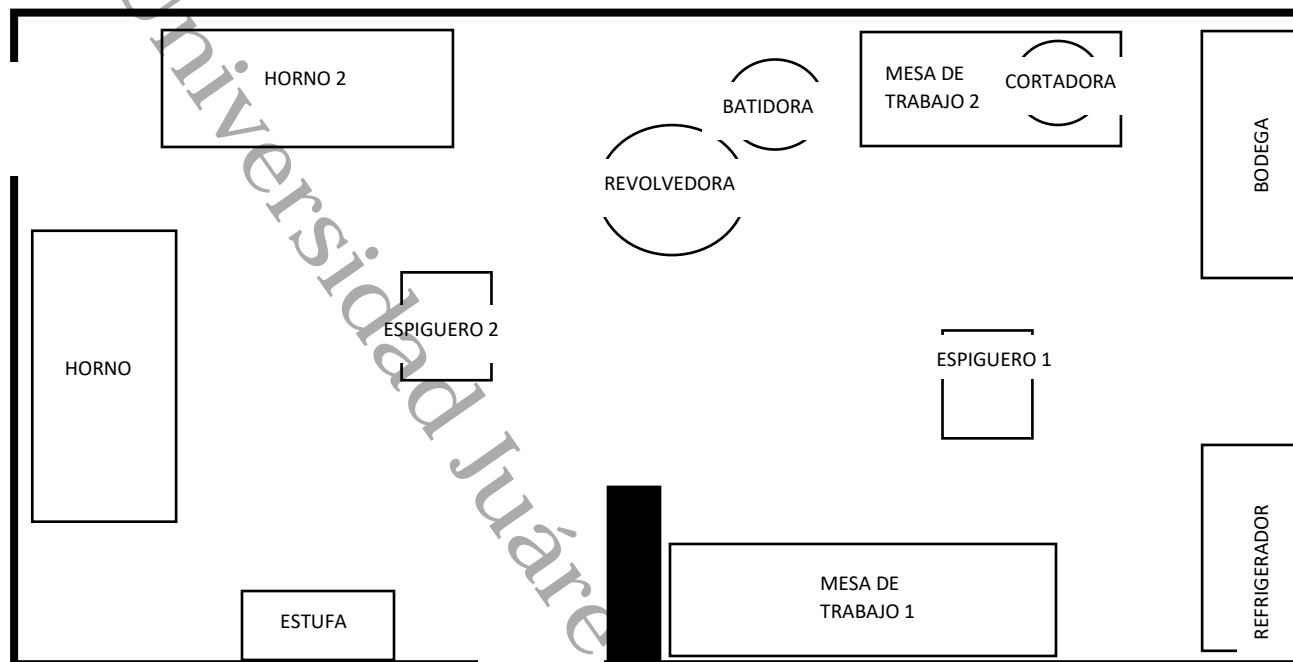 HORNO 2
BATIDORA
MESA DE
TRABAJO 2
CORTADORA
BODEGA
REVOLVEDORA
ESPIGUERO 2
ESPIGUERO 1
HORNO
REFRIGERADOR
MESA DE
TRABAJO 1
ESTUFA
Universidad Juáre